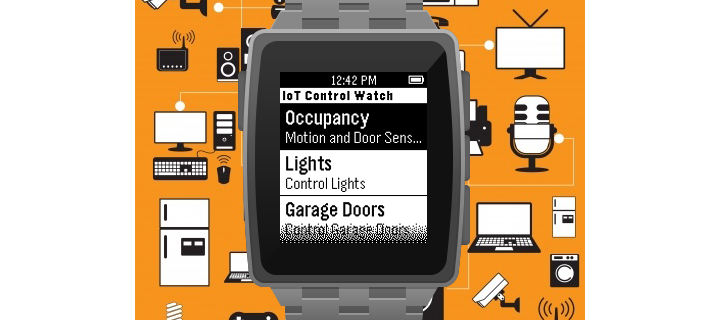 12:42 PM
IoT Control Watch
Occupancy
Motion and Door Sens...
Lights
Control Lights
Garage Doors
Control Garage Doors i